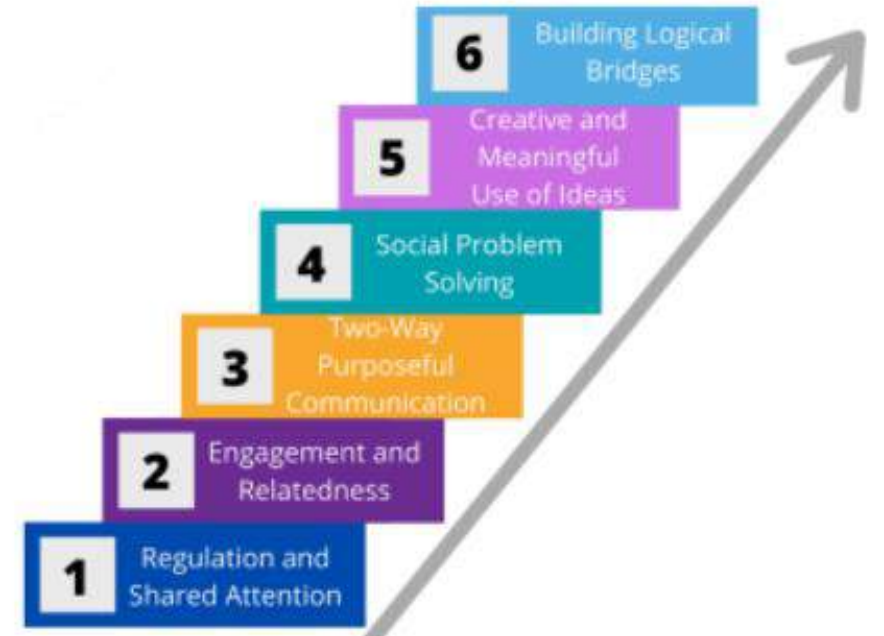 6
Building Logical
Bridges
5
Creative and
Meaningful
Use of Ideas
4
Social Problem
Solving
3
Two-Way
Purposeful
Communication
2
Engagement and
Relatedness
1
Regulation and
Shared Attention